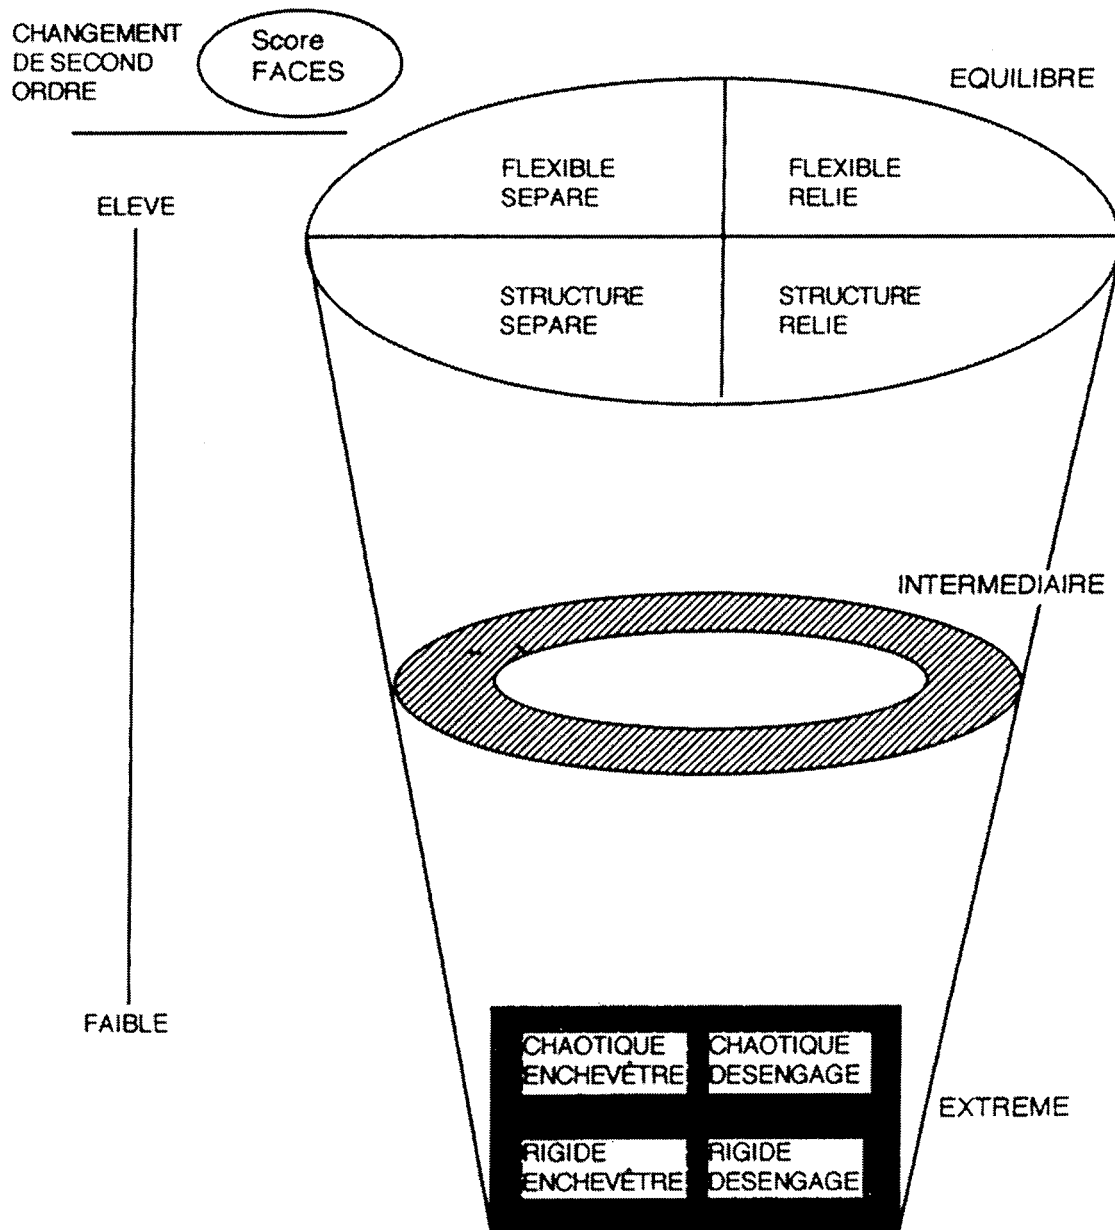 CHANGEMENT
DE SECOND
ORDRE
Score
FACES
EQUILIBRE
FLEXIBLE
SEPARE
FLEXIBLE
RELIE
ELEVE
STRUCTURE
SEPARE
STRUCTURE
RELIE
INTERMEDIAIRE
FAIBLE
CHAOTIQUE
ENCHEVÊTRE
CHAOTIQUE
DESENGAGE
EXTREME
RIGIDE
ENCHEVÊTRE
RIGIDE
DESENGAGE